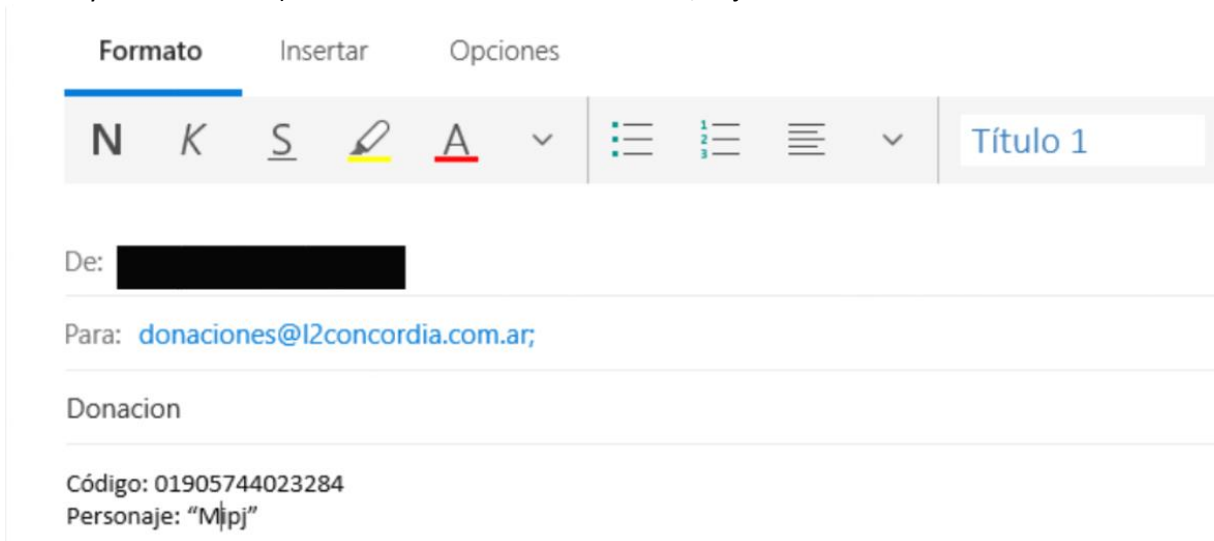 Formato Insertar Opciones
N K S A Título 1
De:
Para: donaciones@l2concordia.com.ar;
Donacion
Código: 01905744023284
Personaje: “Mipj”